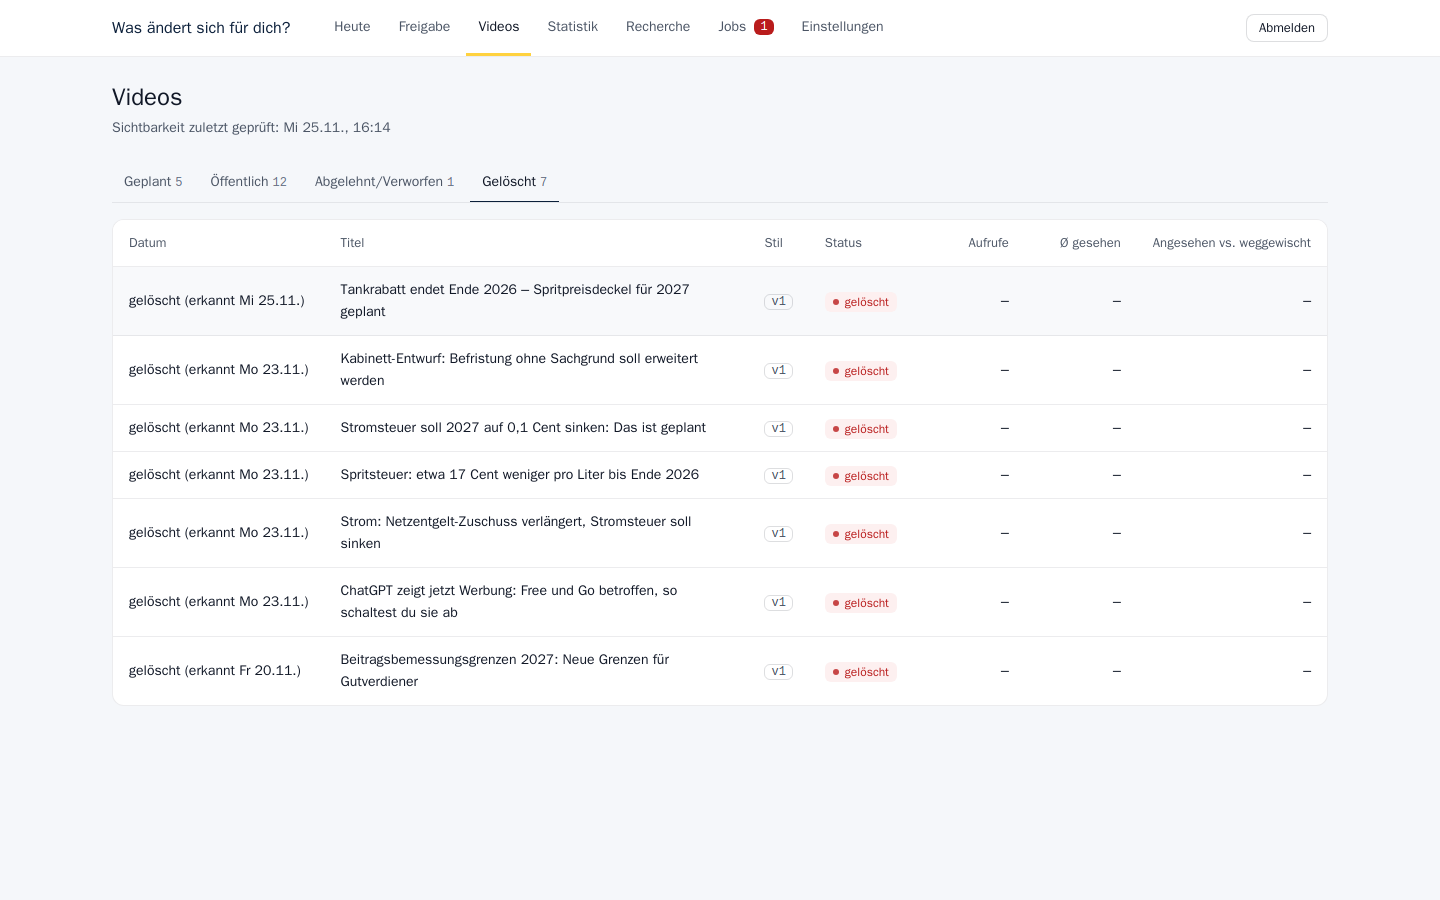 Was ändert sich für dich? Heute Freigabe Videos Statistik Recherche Jobs 1 Einstellungen Abmelden
Videos
Sichtbarkeit zuletzt geprüft: Mi 25.11., 16:14
Geplant 5 Öffentlich 12 Abgelehnt/Verworfen 1 Gelöscht 7
Datum Titel Stil Status Aufrufe Ø gesehen Angesehen vs. weggewischt
gelöscht (erkannt Mi 25.11.) Tankrabatt endet Ende 2026 – Spritpreisdeckel für 2027 v1 gelöscht – – –
geplant
gelöscht (erkannt Mo 23.11.) Kabinett-Entwurf: Befristung ohne Sachgrund soll erweitert v1 gelöscht – – –
werden
gelöscht (erkannt Mo 23.11.) Stromsteuer soll 2027 auf 0,1 Cent sinken: Das ist geplant v1 gelöscht – – –
gelöscht (erkannt Mo 23.11.) Spritsteuer: etwa 17 Cent weniger pro Liter bis Ende 2026 v1 gelöscht – – –
gelöscht (erkannt Mo 23.11.) Strom: Netzentgelt-Zuschuss verlängert, Stromsteuer soll v1 gelöscht – – –
sinken
gelöscht (erkannt Mo 23.11.) ChatGPT zeigt jetzt Werbung: Free und Go betroffen, so v1 gelöscht – – –
schaltest du sie ab
gelöscht (erkannt Fr 20.11.) Beitragsbemessungsgrenzen 2027: Neue Grenzen für v1 gelöscht – – –
Gutverdiener